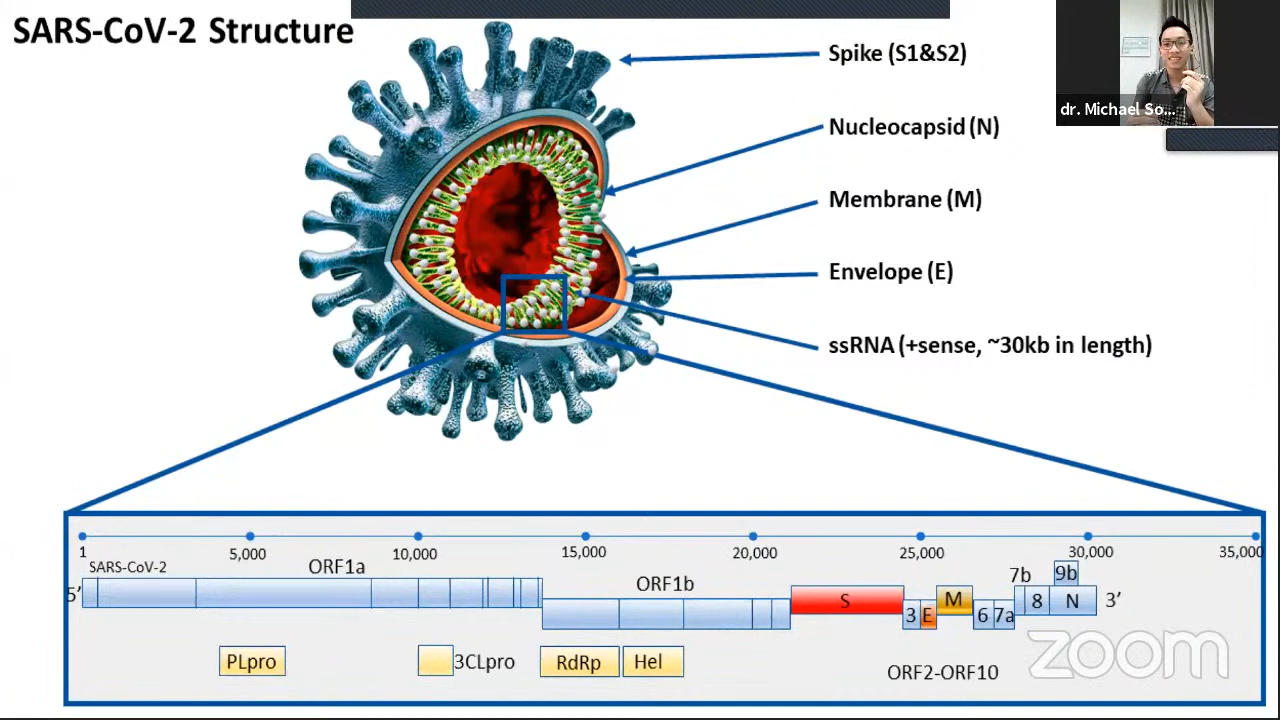 SARS-CoV-2 Structure
dr. Michael So...
Spike (S1&S2)
Nucleocapsid (N)
Membrane (M)
Envelope (E)
ssRNA (+sense, ~30kb in length)
1 5,000 10,000 15,000 20,000 25,000 30,000 35,000
SARS-CoV-2 ORF1a ORF1b 7b 9b
5’ S 3 E M 6 7a 8 N 3’
PLpro 3CLpro RdRp Hel ORF2-ORF10
zoom